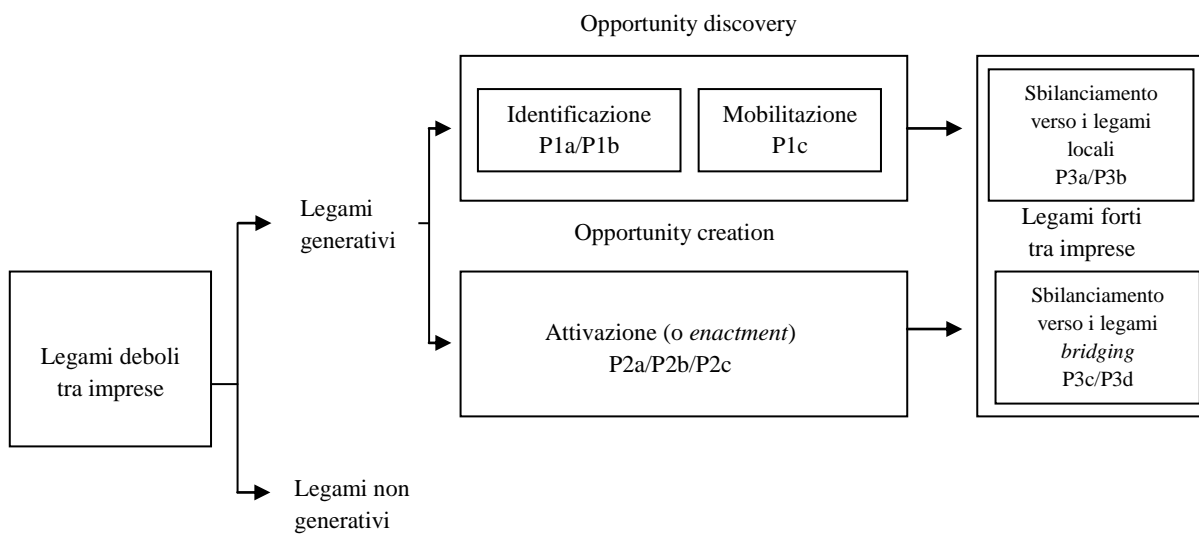 Opportunity discovery
Identificazione
P1a/P1b
Mobilitazione
P1c
Sbilanciamento
verso i legami
locali
P3a/P3b
Legami
generativi
Opportunity creation
Legami forti
tra imprese
Legami deboli
tra imprese
Attivazione (o enactment)
P2a/P2b/P2c
Sbilanciamento
verso i legami
bridging
P3c/P3d
Legami non
generativi